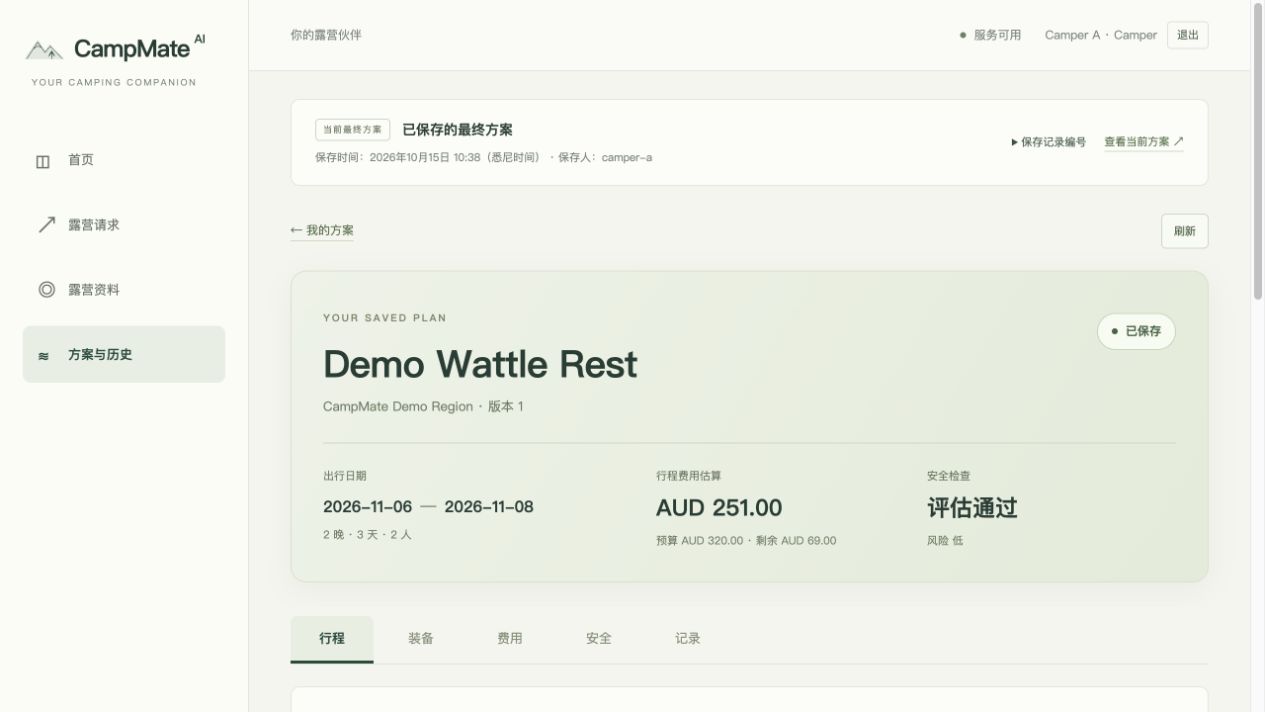 CampMate AI
YOUR CAMPING COMPANION
首页
露营请求
露营资料
方案与历史
你的露营伙伴
服务可用
Camper A · Camper
退出
当前最终方案 已保存的最终方案
保存时间：2026年10月15日 10:38（悉尼时间） · 保存人：camper-a
保存记录编号
查看当前方案 ↗
← 我的方案
刷新
YOUR SAVED PLAN
已保存
Demo Wattle Rest
CampMate Demo Region · 版本 1
出行日期
2026-11-06 — 2026-11-08
2 晚 · 3 天 · 2 人
行程费用估算
AUD 251.00
预算 AUD 320.00 · 剩余 AUD 69.00
安全检查
评估通过
风险 低
行程 装备 费用 安全 记录